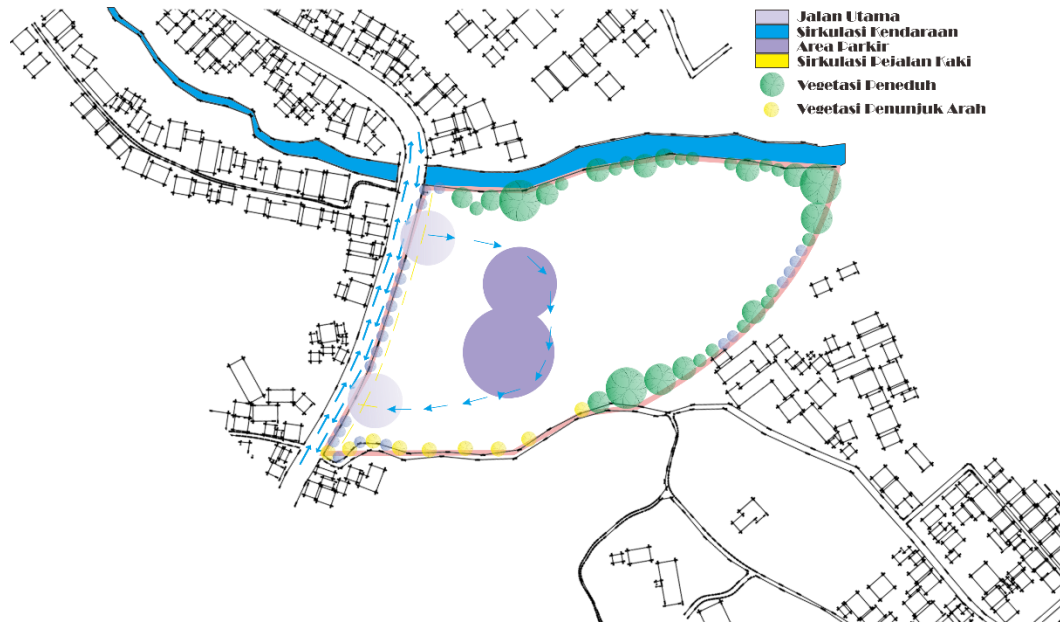 Jalan Utama
Sirkulasi Kendaraan
Area Parkir
Sirkulasi Pejalan Kaki
Vegetasi Peneduh
Vegetasi Penunjuk Arah